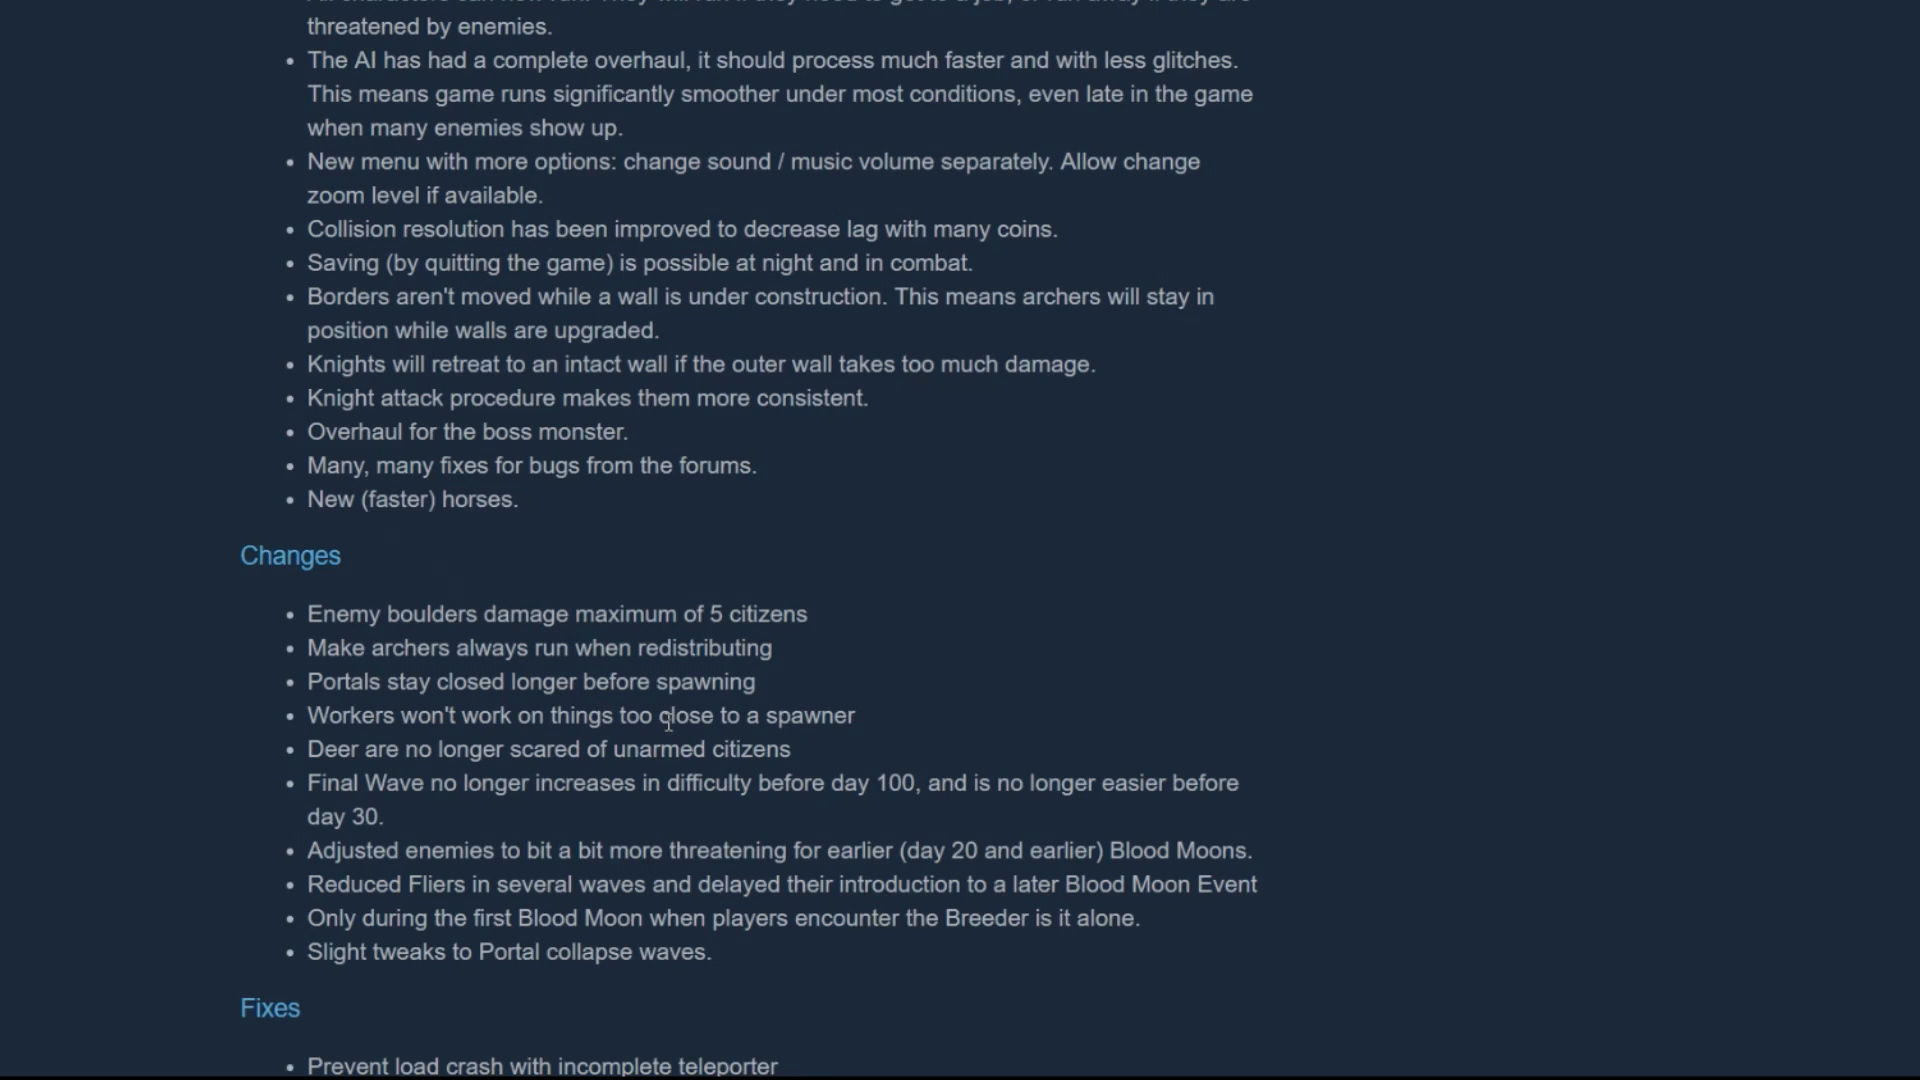 threatened by enemies.
• The AI has had a complete overhaul, it should process much faster and with less glitches.
This means game runs significantly smoother under most conditions, even late in the game
when many enemies show up.
• New menu with more options: change sound / music volume separately. Allow change
zoom level if available.
• Collision resolution has been improved to decrease lag with many coins.
• Saving (by quitting the game) is possible at night and in combat.
• Borders aren't moved while a wall is under construction. This means archers will stay in
position while walls are upgraded.
• Knights will retreat to an intact wall if the outer wall takes too much damage.
• Knight attack procedure makes them more consistent.
• Overhaul for the boss monster.
• Many, many fixes for bugs from the forums.
• New (faster) horses.
Changes
• Enemy boulders damage maximum of 5 citizens
• Make archers always run when redistributing
• Portals stay closed longer before spawning
• Workers won't work on things too close to a spawner
• Deer are no longer scared of unarmed citizens
• Final Wave no longer increases in difficulty before day 100, and is no longer easier before
day 30.
• Adjusted enemies to bit a bit more threatening for earlier (day 20 and earlier) Blood Moons.
• Reduced Fliers in several waves and delayed their introduction to a later Blood Moon Event
• Only during the first Blood Moon when players encounter the Breeder is it alone.
• Slight tweaks to Portal collapse waves.
Fixes
• Prevent load crash with incomplete teleporter